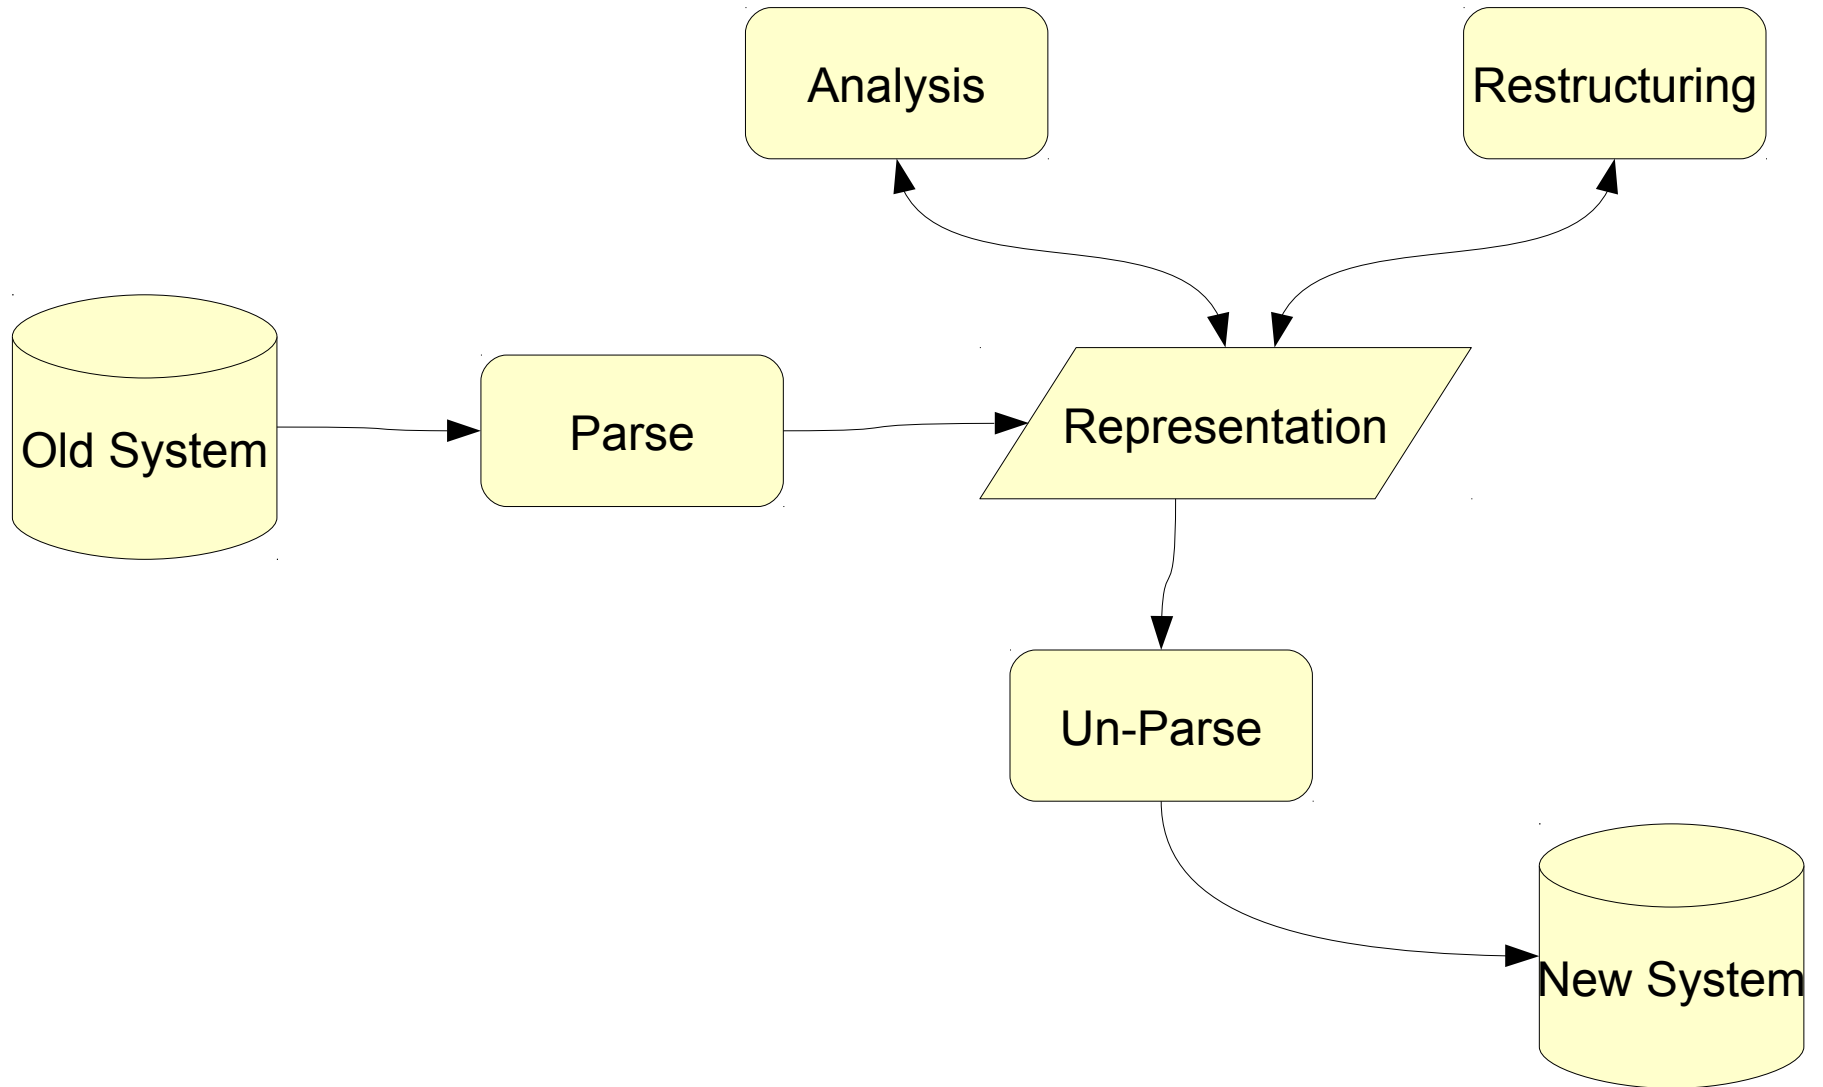 Analysis
Restructuring
Old System
Parse
Representation
Un-Parse
New System